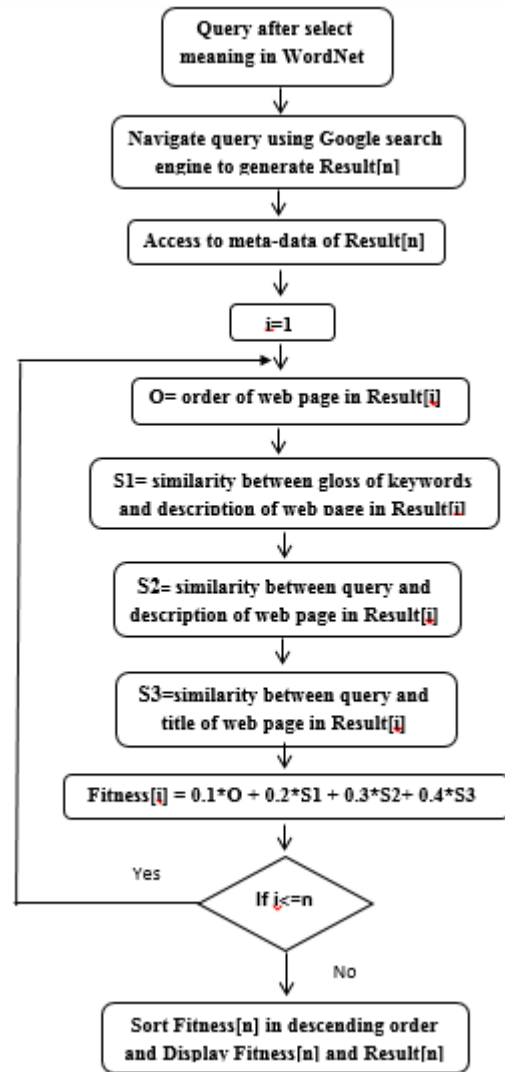 Query after select
meaning in WordNet
Navigate query using Google search
engine to generate Result[n]
Access to meta-data of Result[n]
i=1
O= order of web page in Result[i]
S1= similarity between gloss of keywords
and description of web page in Result[i]
S2= similarity between query and
description of web page in Result[i]
S3=similarity between query and
title of web page in Result[i]
Fitness[i] = 0.1*O + 0.2*S1 + 0.3*S2+ 0.4*S3
Yes
If i<=n
No
Sort Fitness[n] in descending order
and Display Fitness[n] and Result[n]